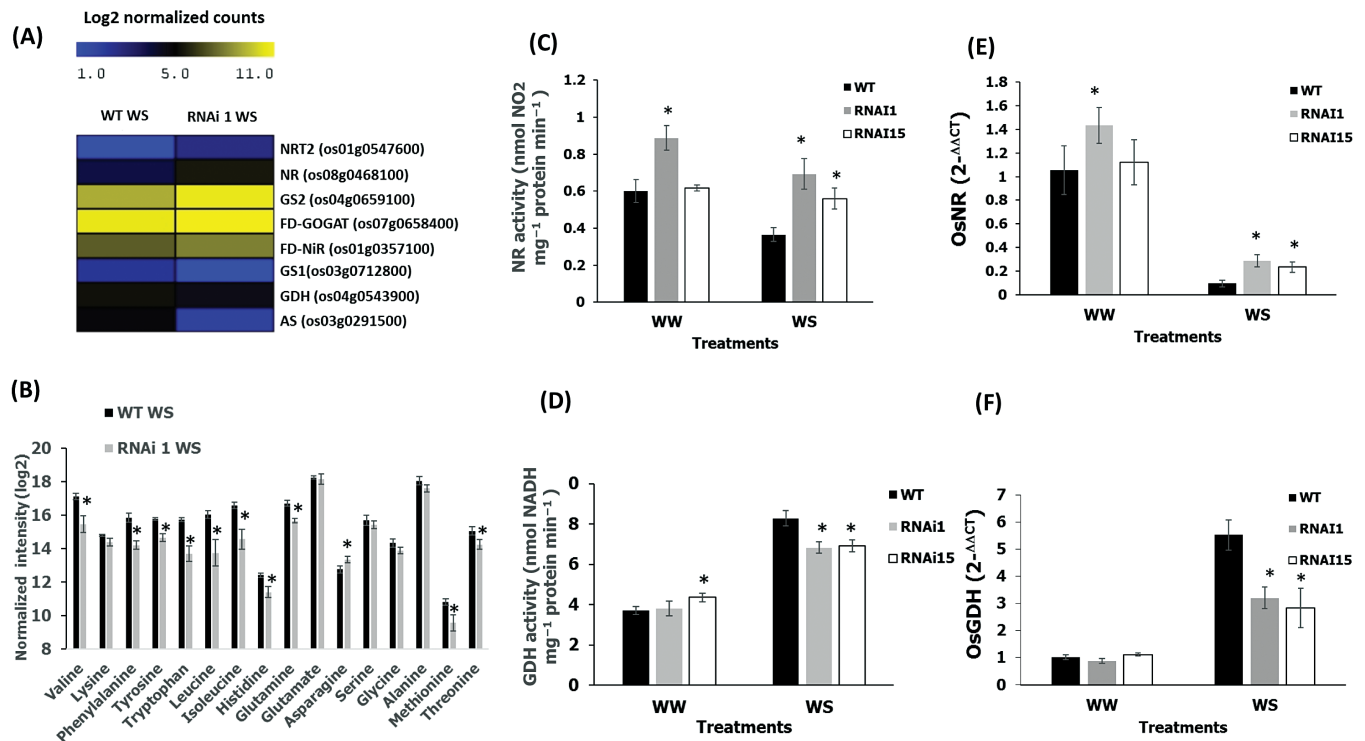 (A)
Log2 normalized counts
1.0 5.0 11.0
WT WS RNAi 1 WS
NRT2 (os01g0547600)
NR (os08g0468100)
GS2 (os04g0659100)
FD-GOGAT (os07g0658400)
FD-NiR (os01g0357100)
GS1(os03g0712800)
GDH (os04g0543900)
AS (os03g0291500)
(B)
WT WS
RNAi 1 WS
Normalized intensity (log2)
20
18
16
14
12
10
8
* * * * * * * * * * * *
Valine
Lysine
Phenylalanine
Tyrosine
Tryptophan
Leucine
Isoleucine
Histidine
Glutamine
Glutamate
Asparagine
Serine
Glycine
Alanine
Methionine
Threonine
(C)
NR activity (nmol NO2
mg⁻¹ protein min⁻¹)
1.2
1
0.8
0.6
0.4
0.2
0
* * *
WT
RNAI1
RNAI15
WW WS
Treatments
(D)
GDH activity (nmol NADH
mg⁻¹ protein min⁻¹)
10
8
6
4
2
0
* * *
WT
RNAi1
RNAi15
WW WS
Treatments
(E)
OsNR (2-ΔΔCT)
1.8
1.6
1.4
1.2
1
0.8
0.6
0.4
0.2
0
* * *
WT
RNAI1
RNAI15
WW WS
Treatments
(F)
OsGDH (2-ΔΔCT)
7
6
5
4
3
2
1
0
* *
WT
RNAI1
RNAI15
WW WS
Treatments